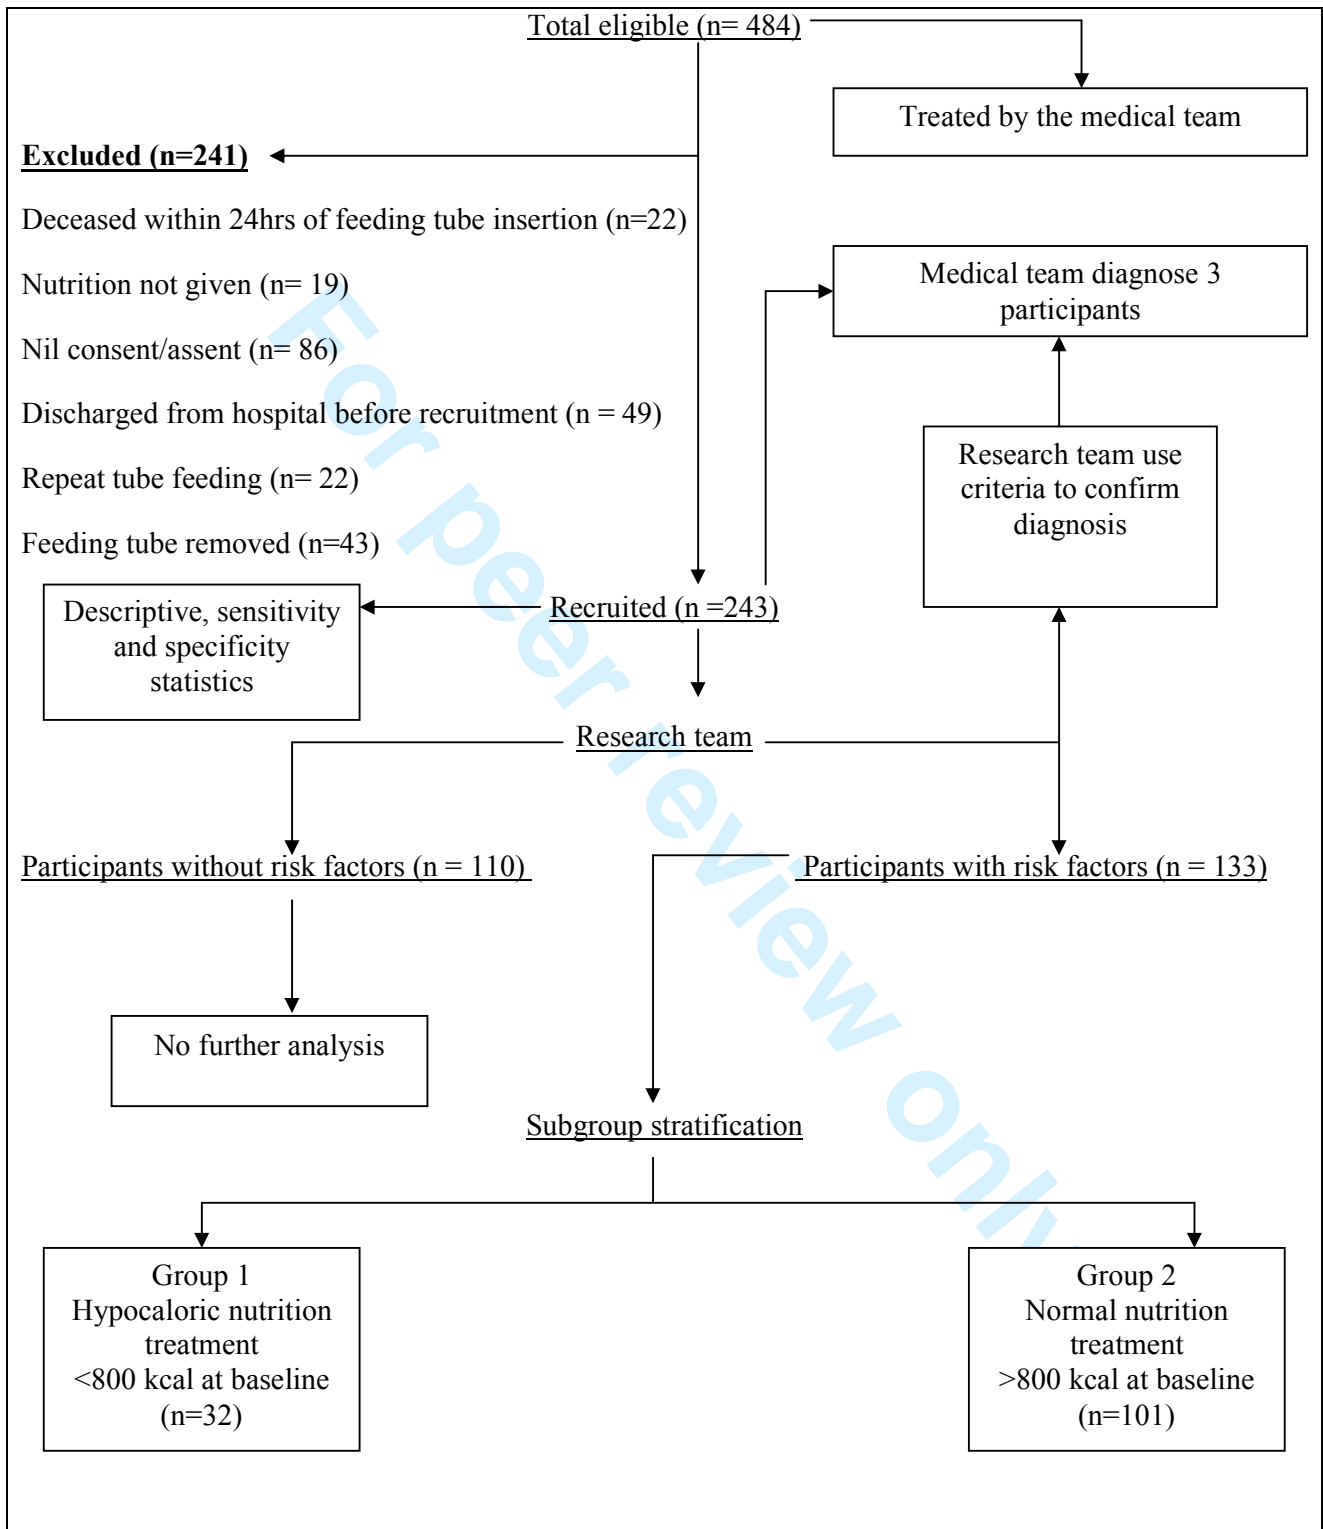 Total eligible (n= 484)
Treated by the medical team
Excluded (n=241)
Deceased within 24hrs of feeding tube insertion (n=22)
Nutrition not given (n= 19)
Nil consent/assent (n= 86)
Discharged from hospital before recruitment (n = 49)
Repeat tube feeding (n= 22)
Feeding tube removed (n=43)
Medical team diagnose 3
participants
Research team use
criteria to confirm
diagnosis
Recruited (n =243)
Descriptive, sensitivity
and specificity
statistics
Research team
Participants without risk factors (n = 110)
Participants with risk factors (n = 133)
No further analysis
Subgroup stratification
Group 1
Hypocaloric nutrition
treatment
<800 kcal at baseline
(n=32)
Group 2
Normal nutrition
treatment
>800 kcal at baseline
(n=101)
For peer review only